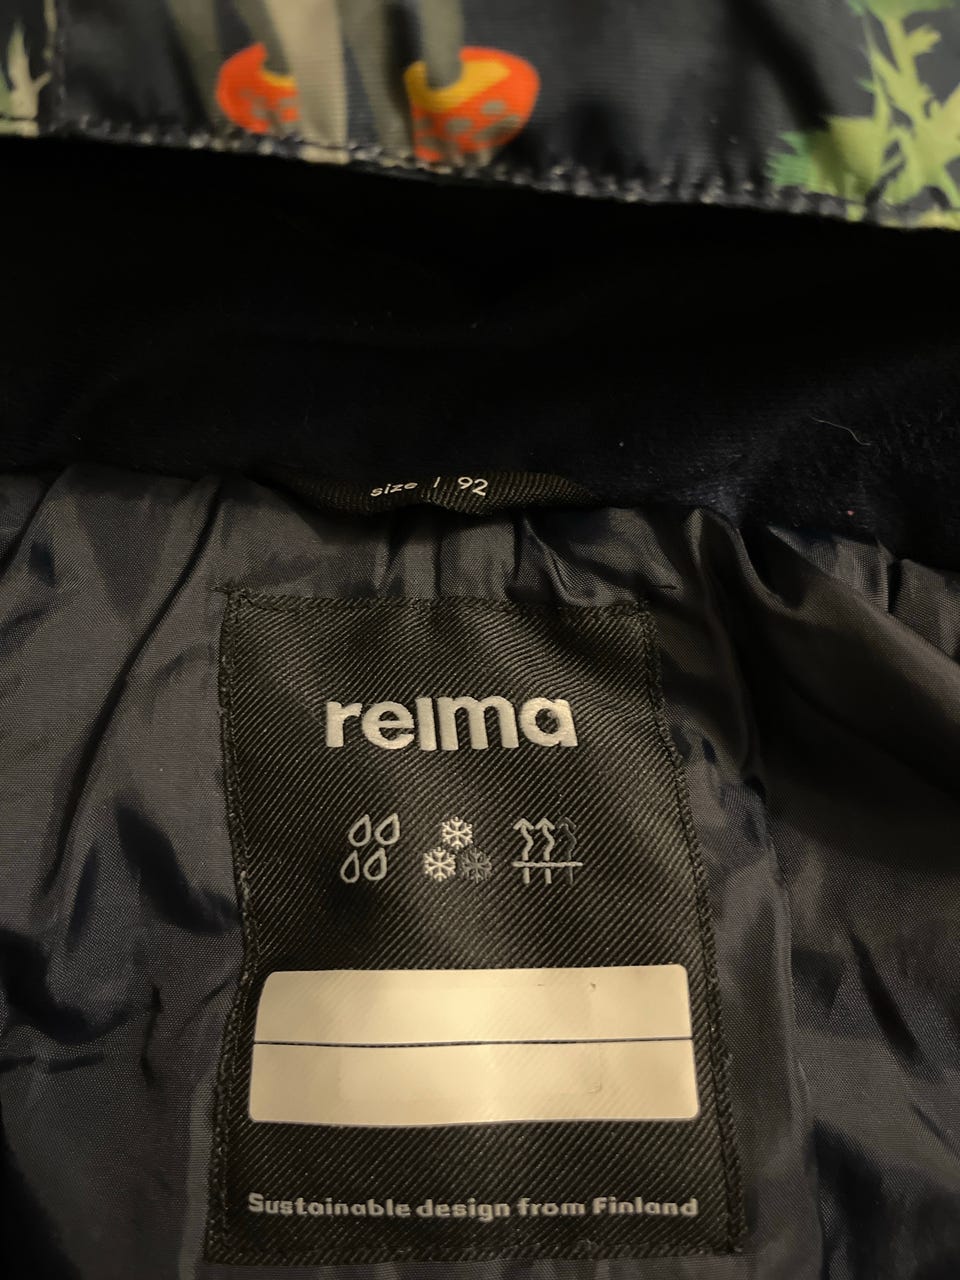 size | 92
reima
Sustainable design from Finland